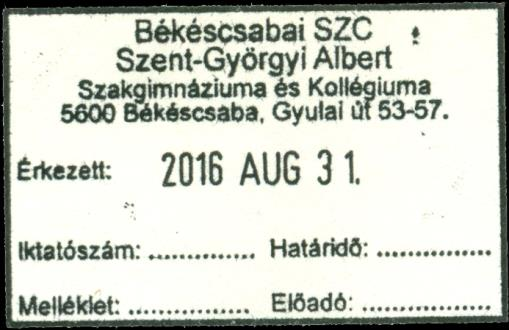 Békéscsabai SZC
Szent-Györgyi Albert
Szakgimnáziuma és Kollégiuma
5600 Békéscsaba, Gyulai út 53-57.
Érkezett: 2016 AUG 31.
Iktatószám: ............... Határidő: ................
Melléklet: ................. Előadó: ..................